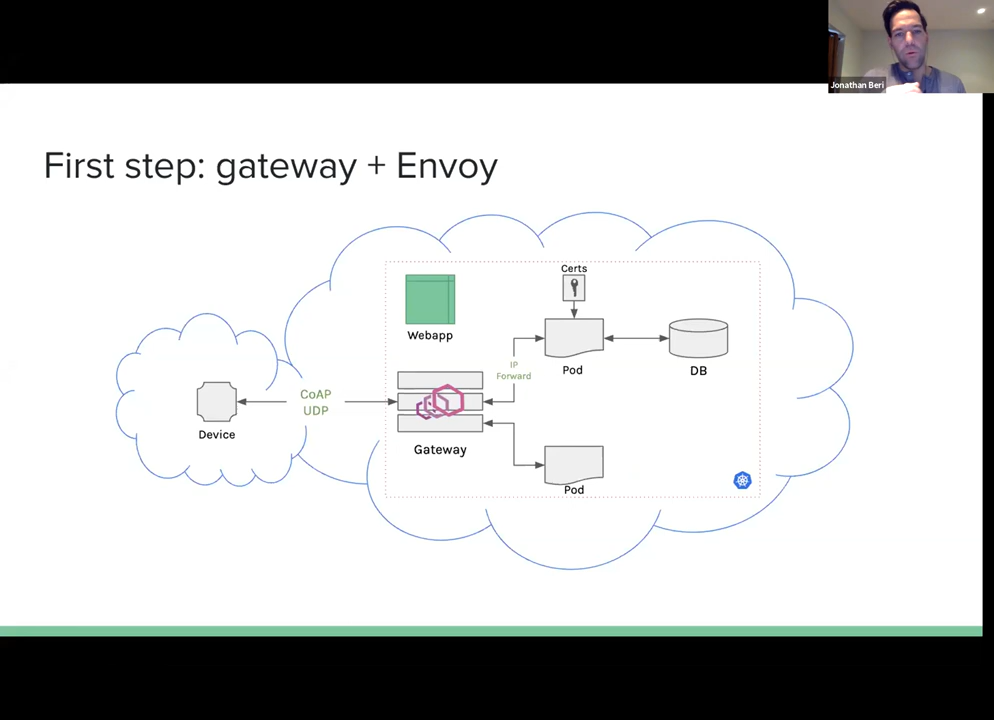 Jonathan Beri
First step: gateway + Envoy
Certs
Webapp
IP
Forward
Pod
DB
CoAP
UDP
Device
Gateway
Pod